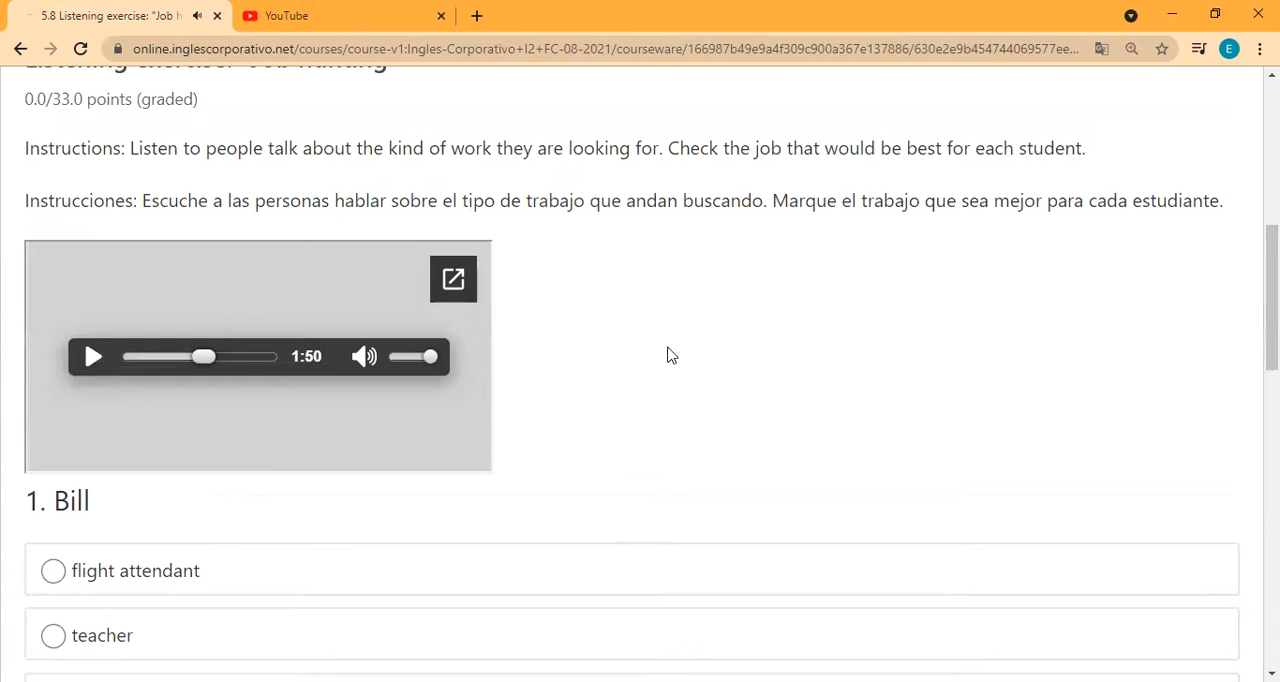 5.8 Listening exercise: "Job h
YouTube
online.inglescorporativo.net/courses/course-v1:Ingles-Corporativo+I2+FC-08-2021/courseware/166987b49e9a4f309c900a367e137886/630e2e9b454744069577ee...
E
Listening exercise: "Job hunting"
0.0/33.0 points (graded)
Instructions: Listen to people talk about the kind of work they are looking for. Check the job that would be best for each student.
Instrucciones: Escuche a las personas hablar sobre el tipo de trabajo que andan buscando. Marque el trabajo que sea mejor para cada estudiante.
1:50
1. Bill
flight attendant
teacher